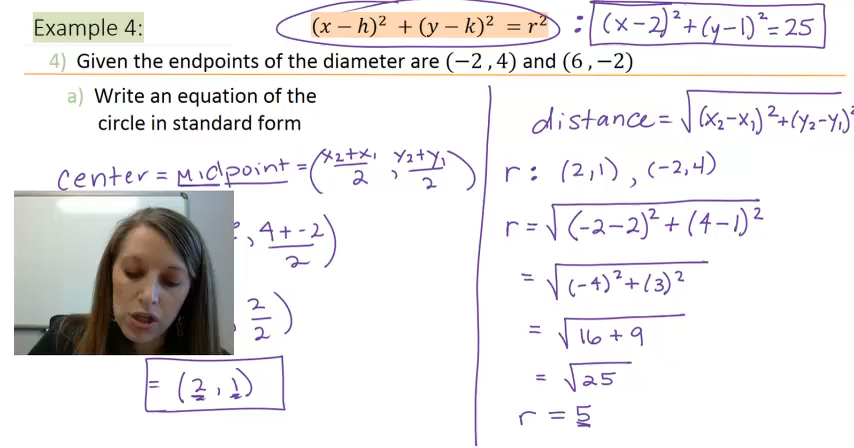 Example 4:
(x − h)² + (y − k)² = r² : (x-2)² + (y-1)² = 25
4) Given the endpoints of the diameter are (−2, 4) and (6, −2)
a) Write an equation of the
circle in standard form
center = midpoint = (x₂+x₁/2, y₂+y₁/2)
, 4+-2/2)
, 2/2)
= (2, 1)
distance = √(x₂-x₁)²+(y₂-y₁)²
r: (2,1), (-2,4)
r = √(-2-2)² + (4-1)²
= √(-4)²+(3)²
= √16 + 9
= √25
r = 5